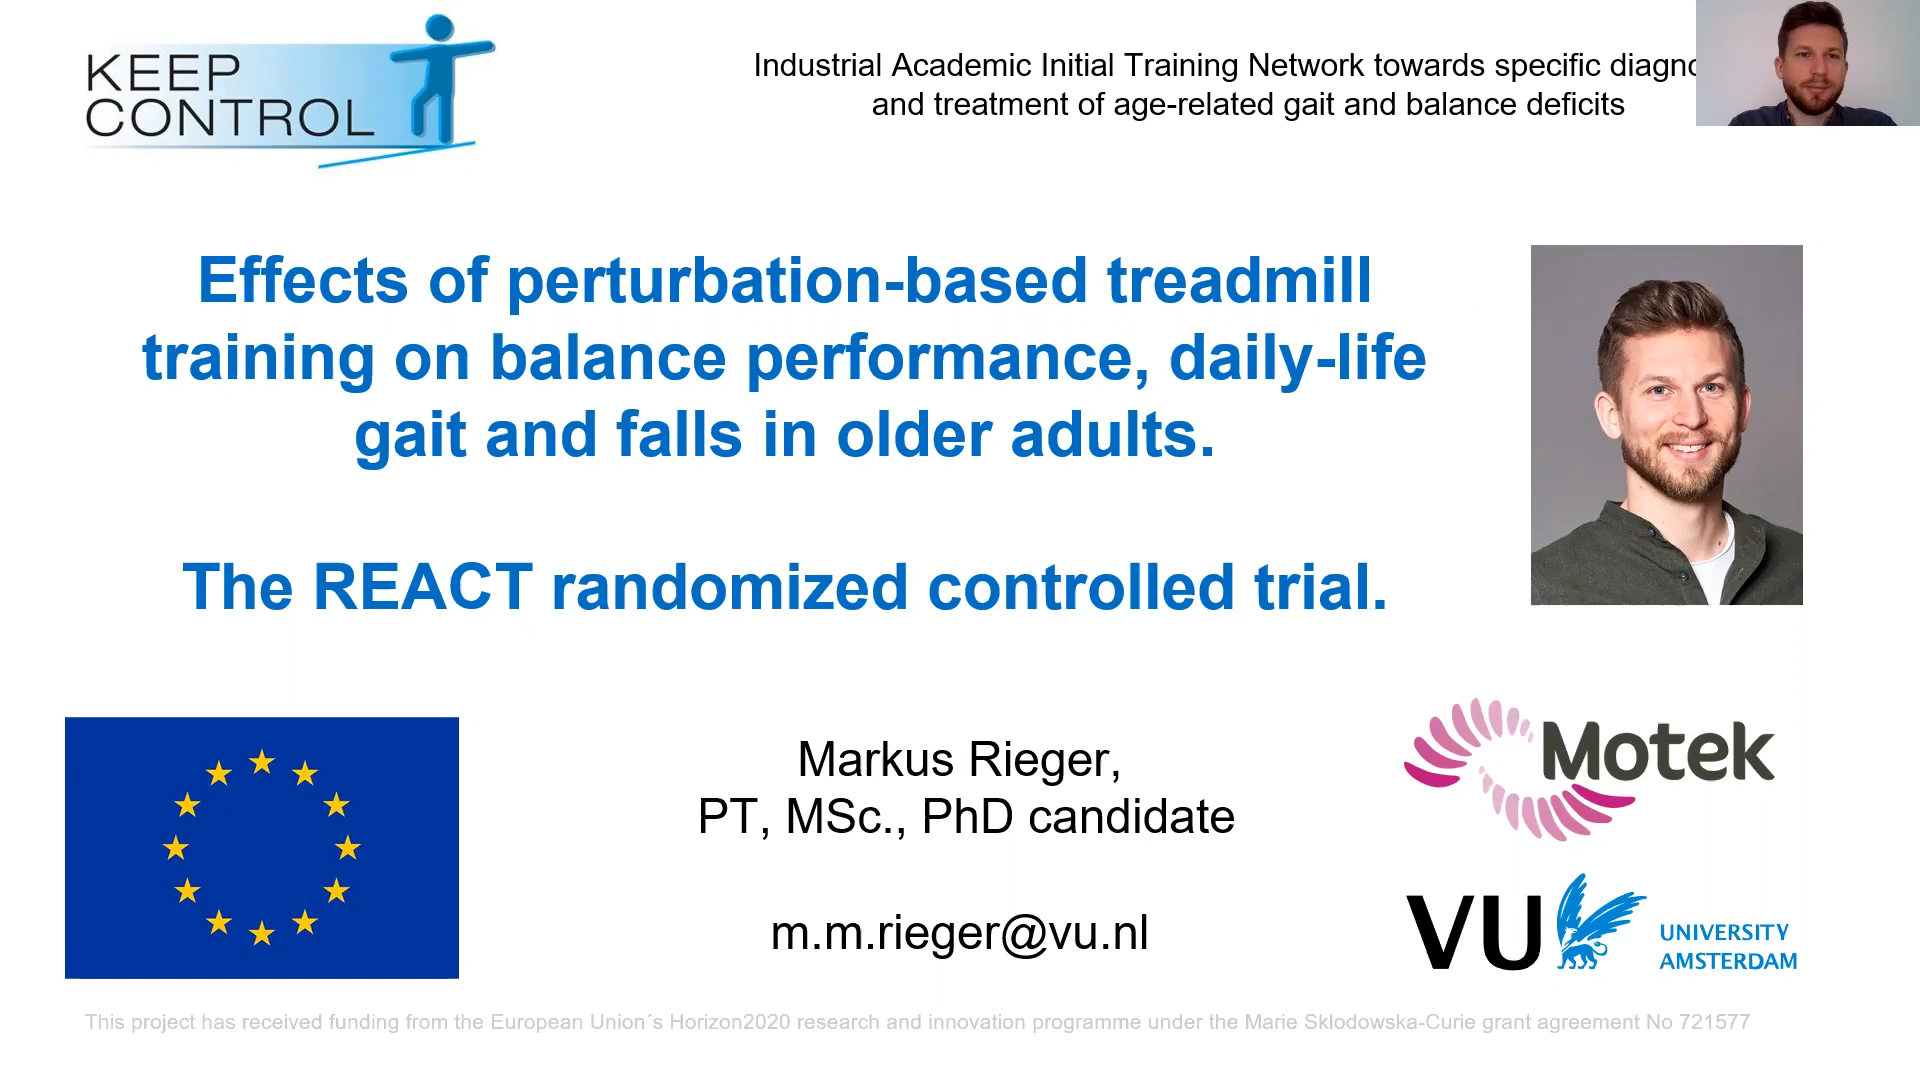 KEEP
CONTROL
Industrial Academic Initial Training Network towards specific
and treatment of age-related gait and balance deficits
Effects of perturbation-based treadmill
training on balance performance, daily-life
gait and falls in older adults.
The REACT randomized controlled trial.
Markus Rieger,
PT, MSc., PhD candidate
m.m.rieger@vu.nl
Motek
VU
UNIVERSITY
AMSTERDAM
This project has received funding from the European Union´s Horizon2020 research and innovation programme under the Marie Sklodowska-Curie grant agreement No 721577